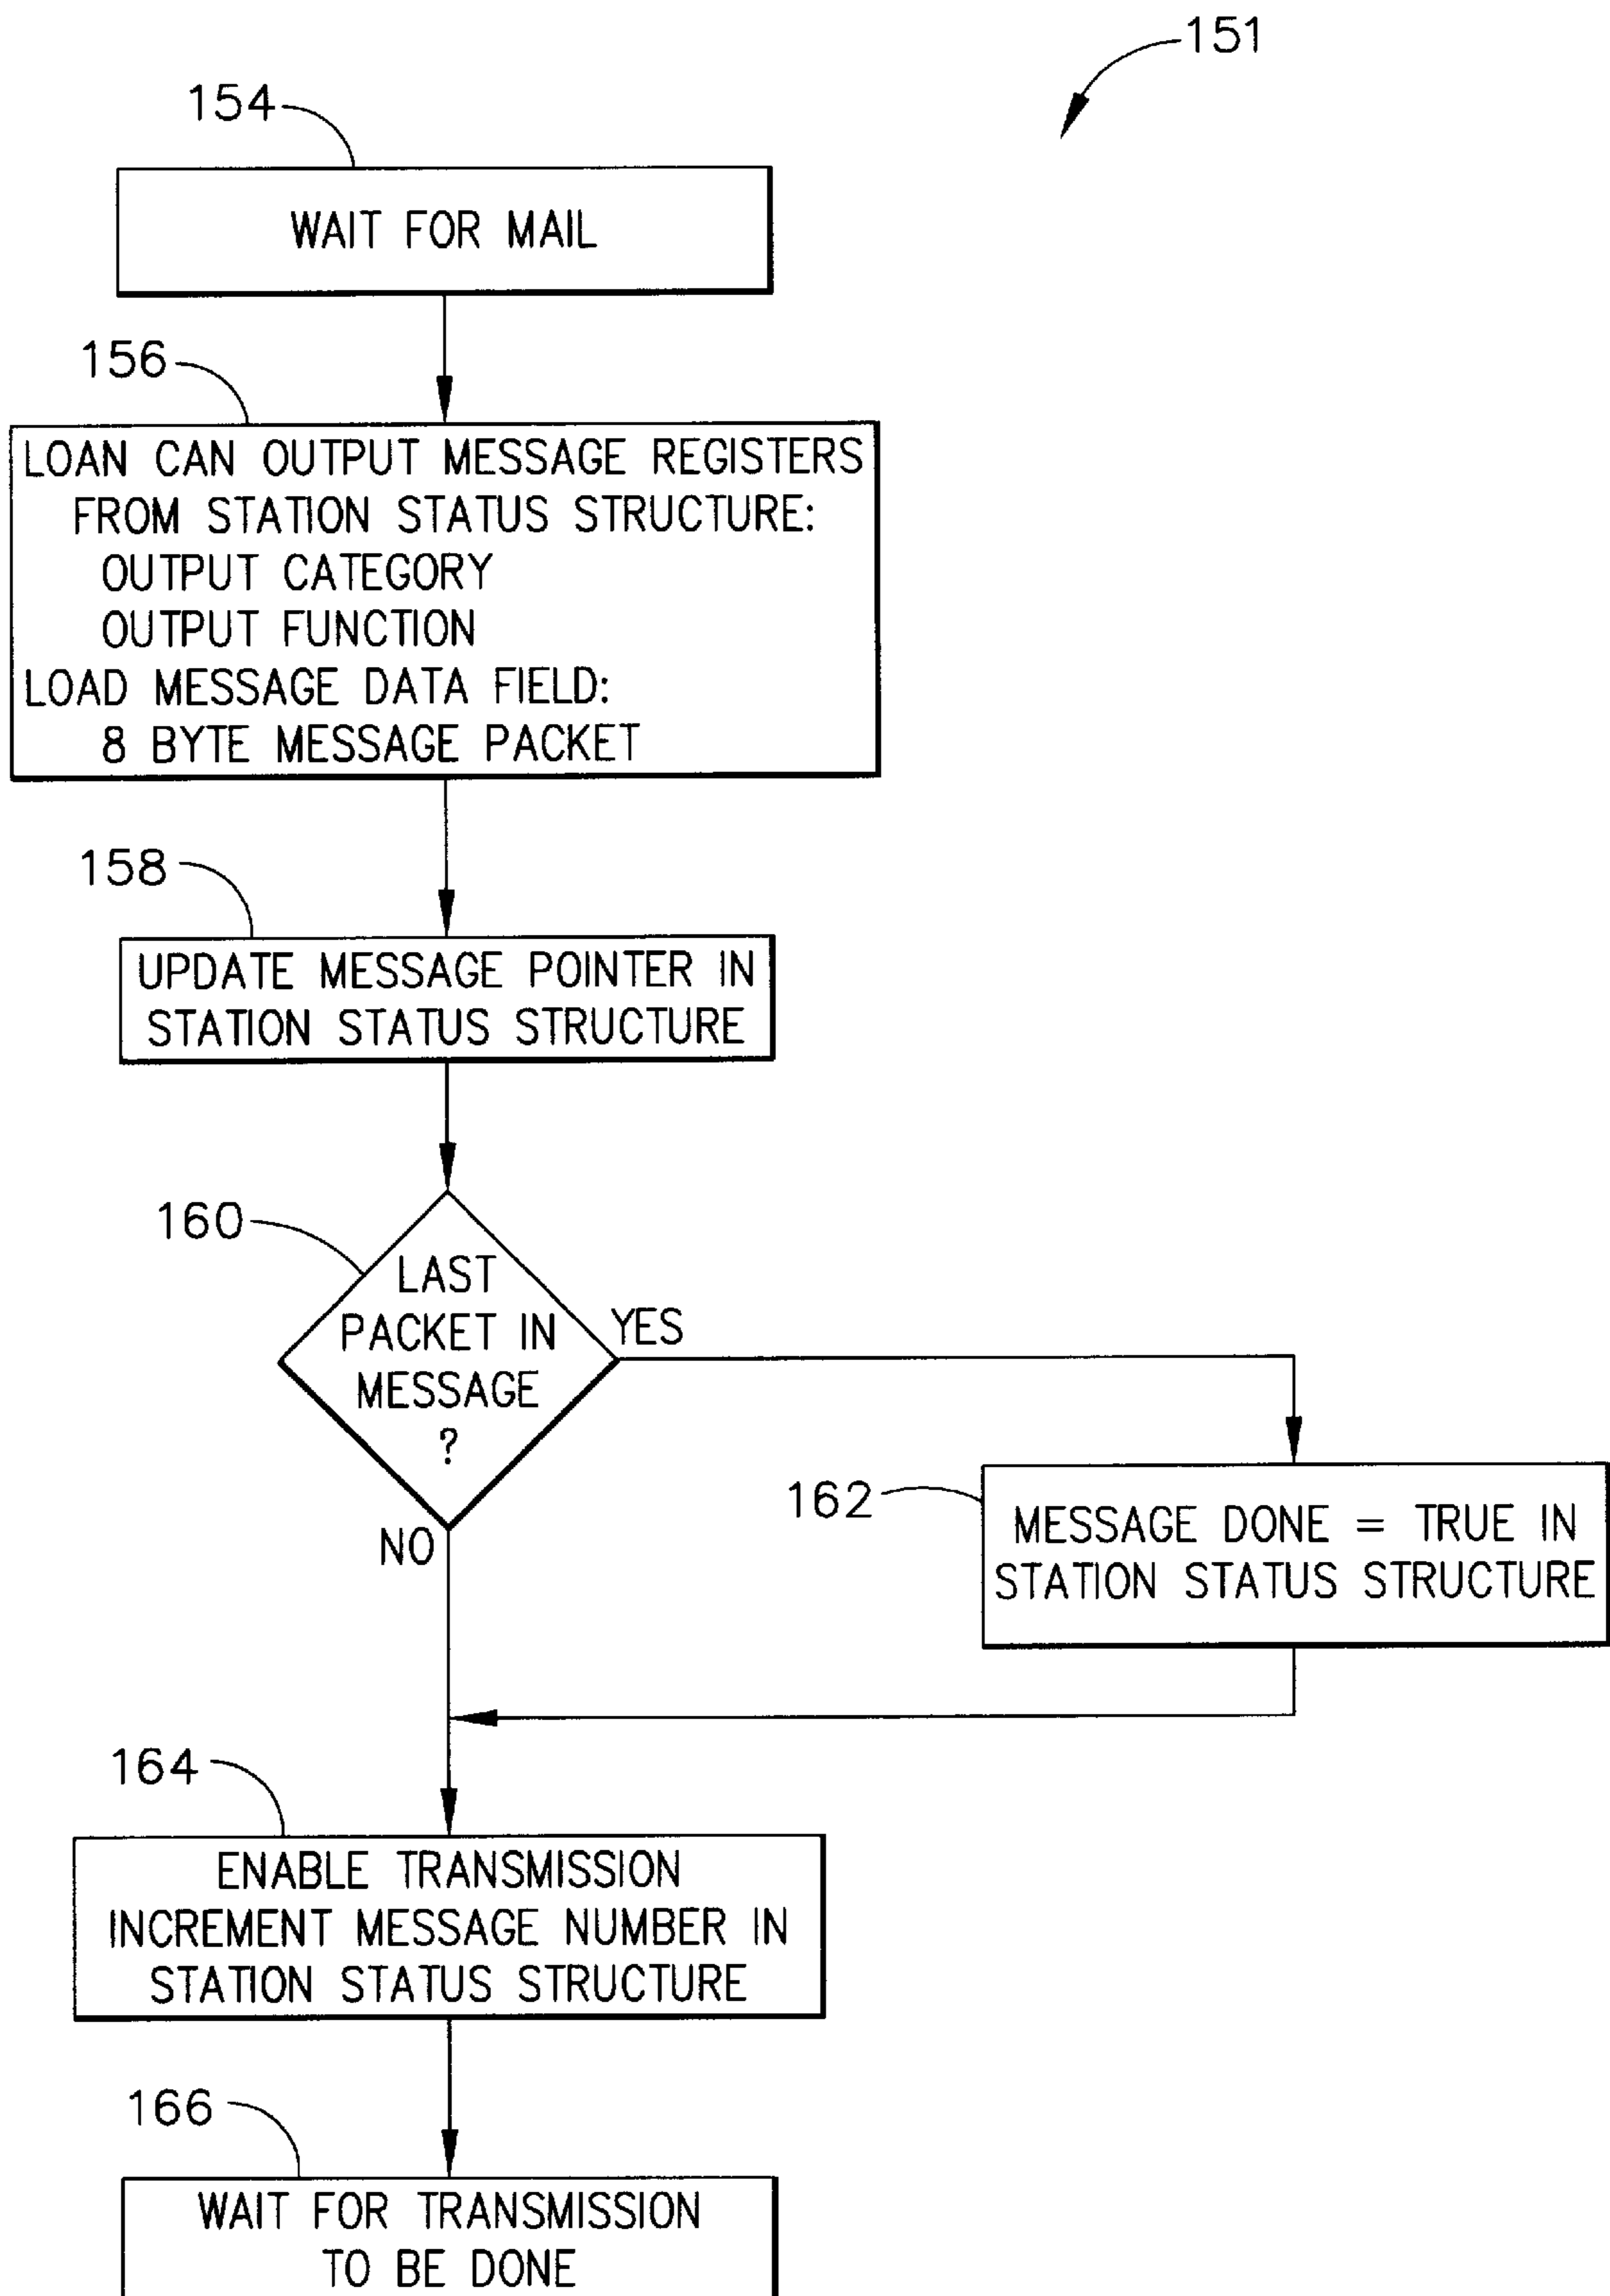 151
154
WAIT FOR MAIL
156
LOAN CAN OUTPUT MESSAGE REGISTERS
FROM STATION STATUS STRUCTURE:
OUTPUT CATEGORY
OUTPUT FUNCTION
LOAD MESSAGE DATA FIELD:
8 BYTE MESSAGE PACKET
158
UPDATE MESSAGE POINTER IN
STATION STATUS STRUCTURE
160
LAST
PACKET IN
MESSAGE
?
YES
NO
162
MESSAGE DONE = TRUE IN
STATION STATUS STRUCTURE
164
ENABLE TRANSMISSION
INCREMENT MESSAGE NUMBER IN
STATION STATUS STRUCTURE
166
WAIT FOR TRANSMISSION
TO BE DONE